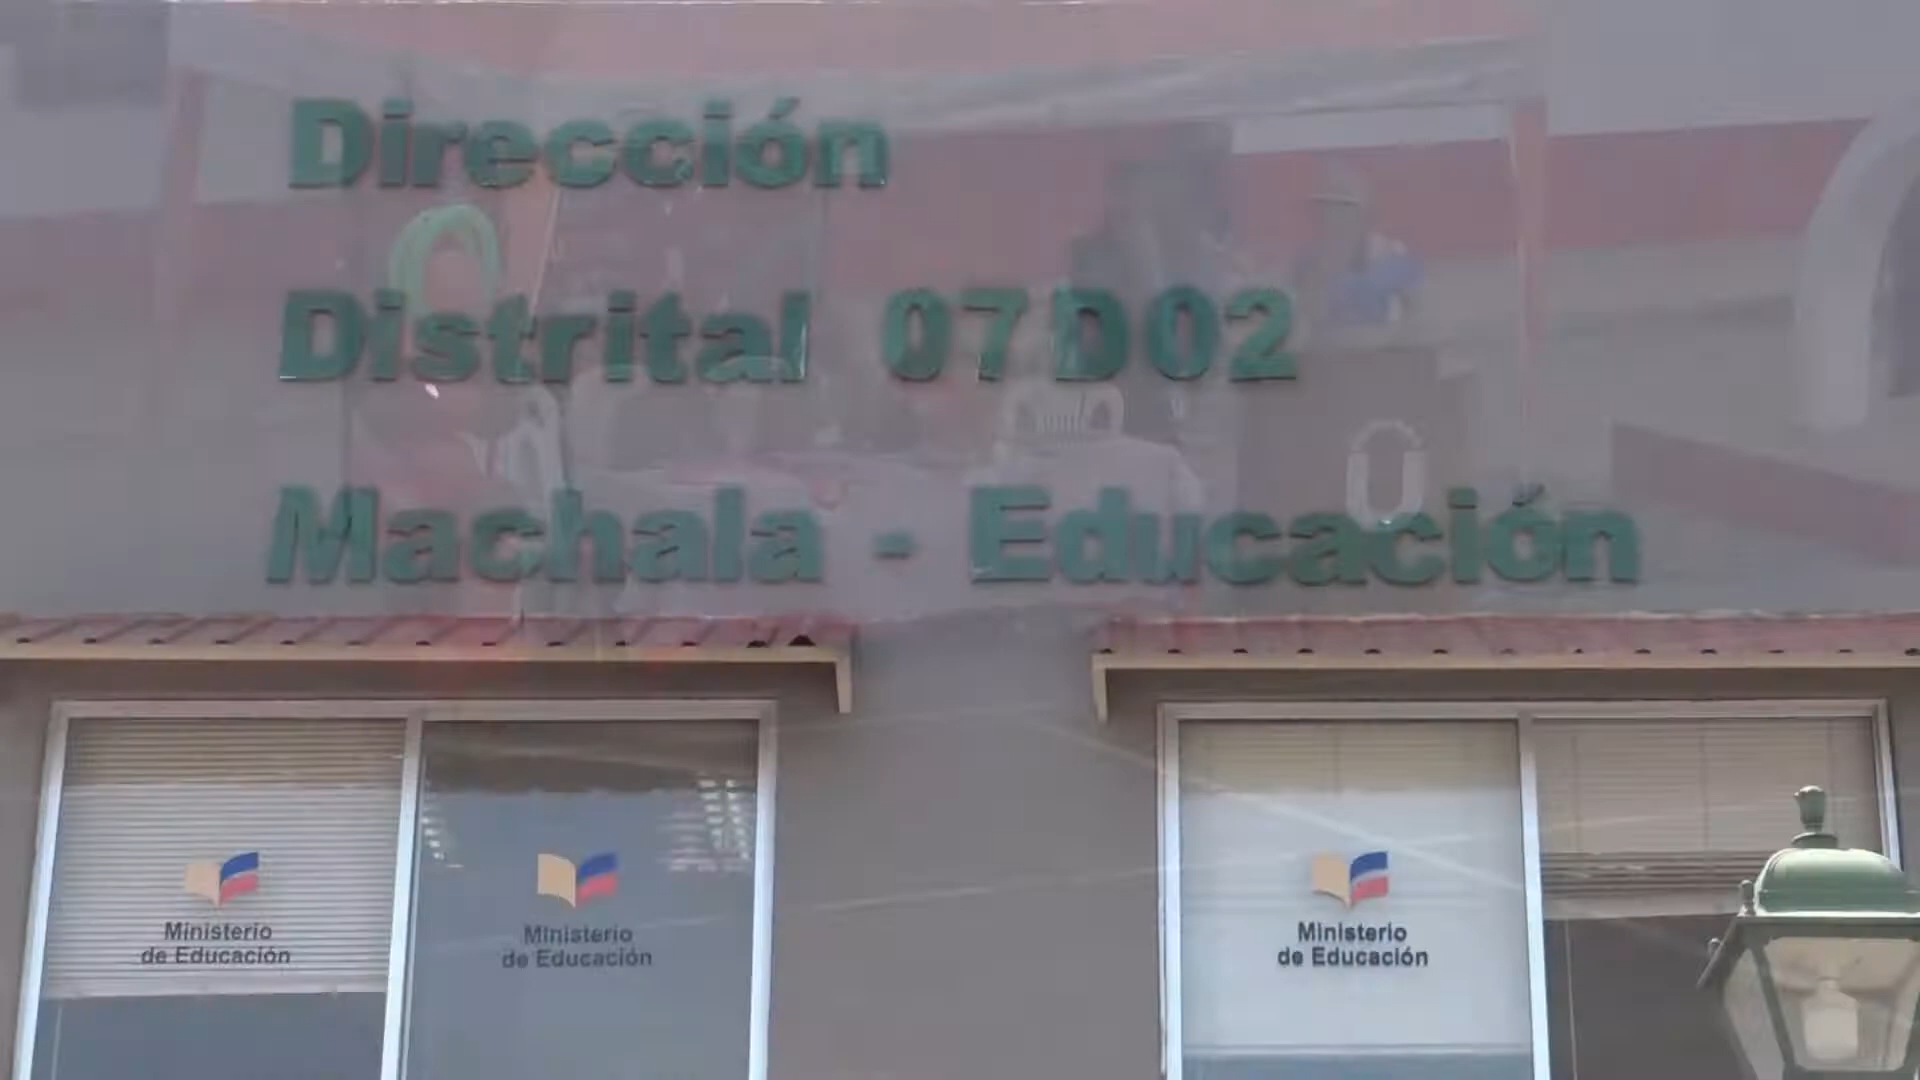 Dirección
Distrital 07D02
Machala - Educación
Ministerio
de Educación
Ministerio
de Educación
Ministerio
de Educación